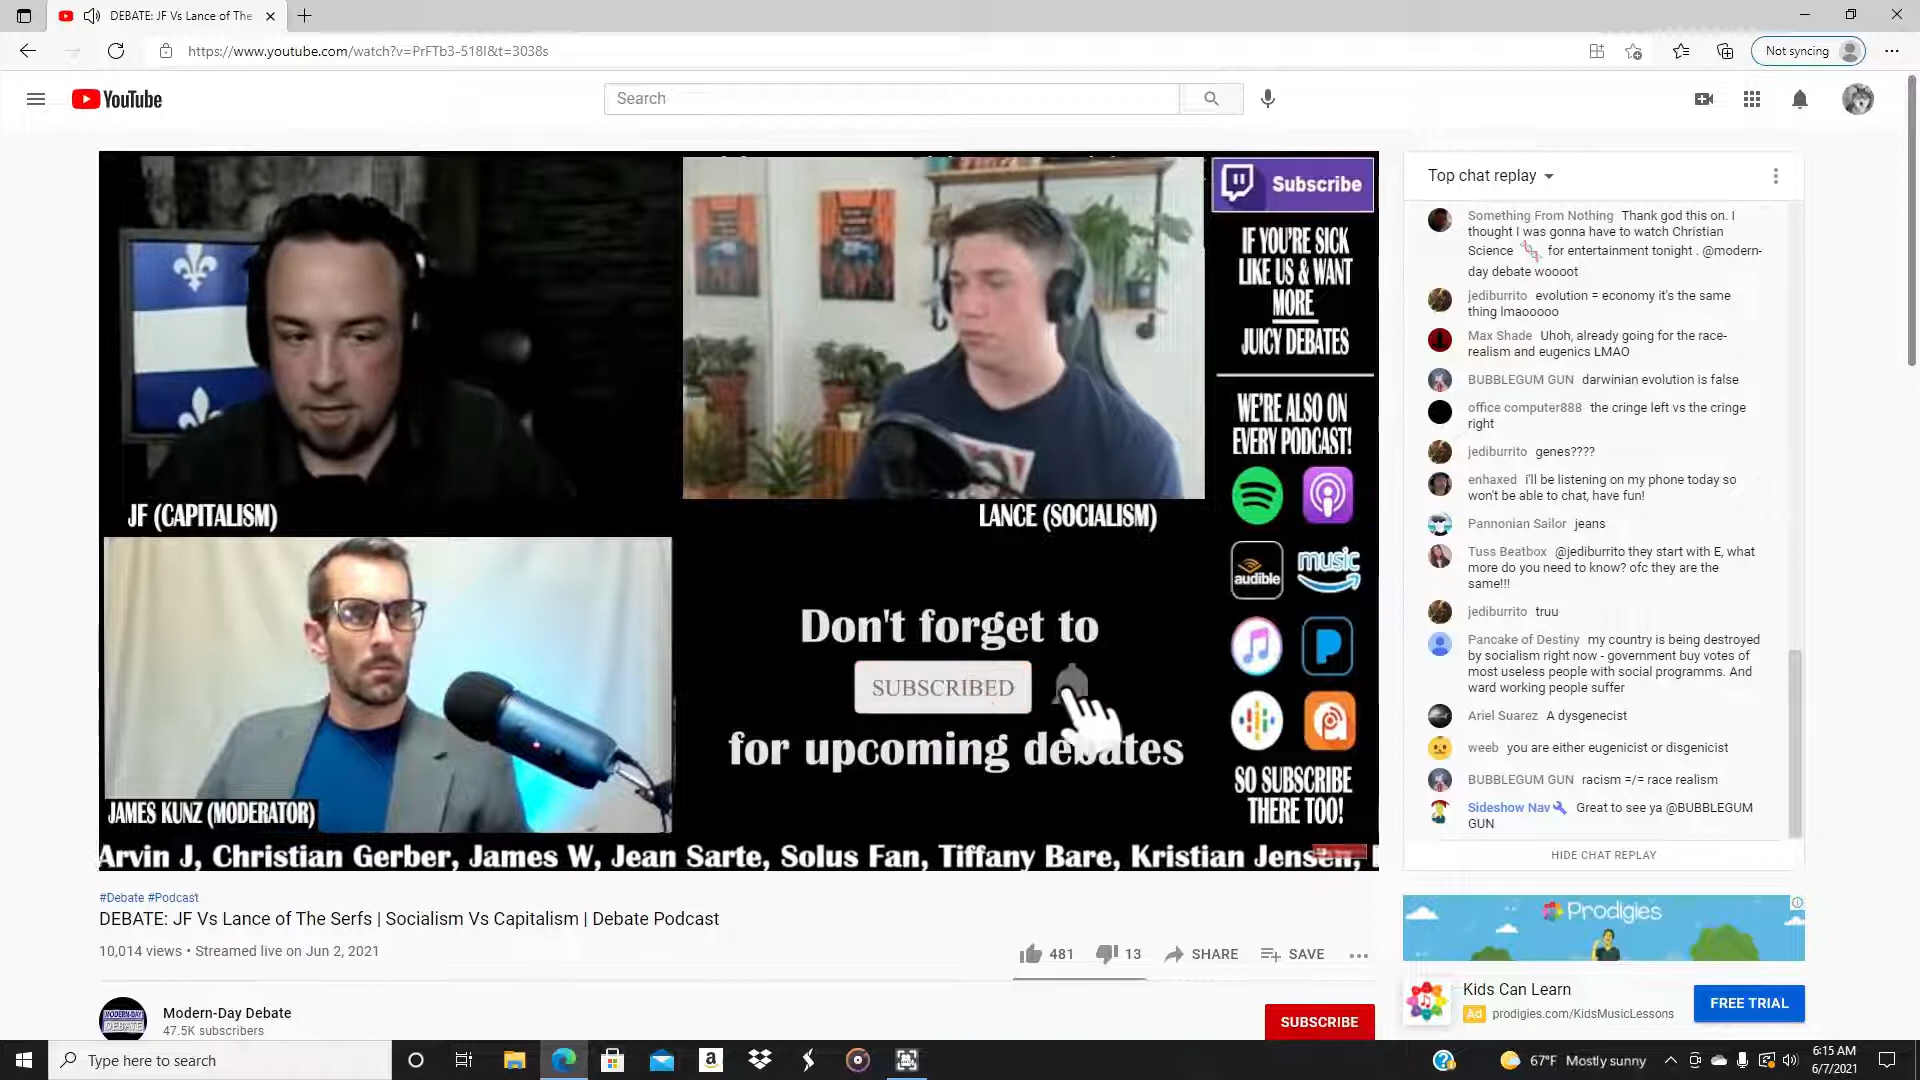 DEBATE: JF Vs Lance of The
https://www.youtube.com/watch?v=PrFTb3-518I&t=3038s
Not syncing
YouTube
Search
JF (CAPITALISM)
LANCE (SOCIALISM)
JAMES KUNZ (MODERATOR)
Don't forget to
SUBSCRIBED
for upcoming debates
Subscribe
IF YOU'RE SICK
LIKE US & WANT
MORE
JUICY DEBATES
WE'RE ALSO ON
EVERY PODCAST!
audible
music
SO SUBSCRIBE
THERE TOO!
Arvin J, Christian Gerber, James W, Jean Sarte, Solus Fan, Tiffany Bare, Kristian Jensen,
Top chat replay
Something From Nothing Thank god this on. I
thought I was gonna have to watch Christian
Science for entertainment tonight . @modern-
day debate woooot
jediburrito evolution = economy it's the same
thing lmaooooo
Max Shade Uhoh, already going for the race-
realism and eugenics LMAO
BUBBLEGUM GUN darwinian evolution is false
office computer888 the cringe left vs the cringe
right
jediburrito genes????
enhaxed i'll be listening on my phone today so
won't be able to chat, have fun!
Pannonian Sailor jeans
Tuss Beatbox @jediburrito they start with E, what
more do you need to know? ofc they are the
same!!!
jediburrito truu
Pancake of Destiny my country is being destroyed
by socialism right now - government buy votes of
most useless people with social programms. And
ward working people suffer
Ariel Suarez A dysgenecist
weeb you are either eugenicist or disgenicist
BUBBLEGUM GUN racism =/= race realism
Sideshow Nav Great to see ya @BUBBLEGUM
GUN
HIDE CHAT REPLAY
#Debate #Podcast
DEBATE: JF Vs Lance of The Serfs | Socialism Vs Capitalism | Debate Podcast
10,014 views • Streamed live on Jun 2, 2021
481
13
SHARE
SAVE
Modern-Day Debate
47.5K subscribers
MODERN-DAY
DEBATE
SUBSCRIBE
Prodigies
Kids Can Learn
Ad prodigies.com/KidsMusicLessons
FREE TRIAL
Type here to search
67°F Mostly sunny
6:15 AM
6/7/2021